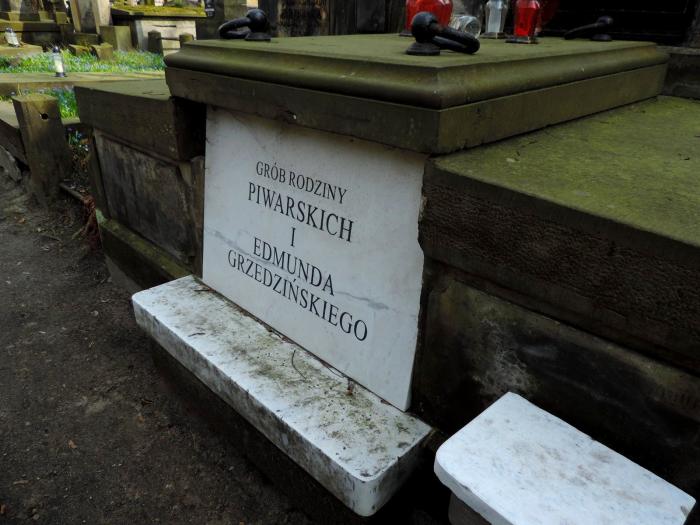 GRÓB RODZINY
PIWARSKICH
I
EDMUNDA
GRZEDZIŃSKIEGO